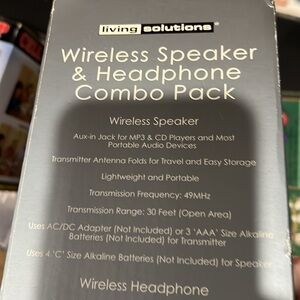 living solutions
Wireless Speaker
& Headphone
Combo Pack
Wireless Speaker
Aux-in Jack for MP3 & CD Players and Most
Portable Audio Devices
Transmitter Antenna Folds for Travel and Easy Storage
Lightweight and Portable
Transmission Frequency: 49MHz
Transmission Range: 30 Feet (Open Area)
Uses AC/DC Adapter (Not Included) or 3 'AAA' Size Alkaline
Batteries (Not Included) for Transmitter
Uses 4 'C' Size Alkaline Batteries (Not Included) for Speaker
Wireless Headphone